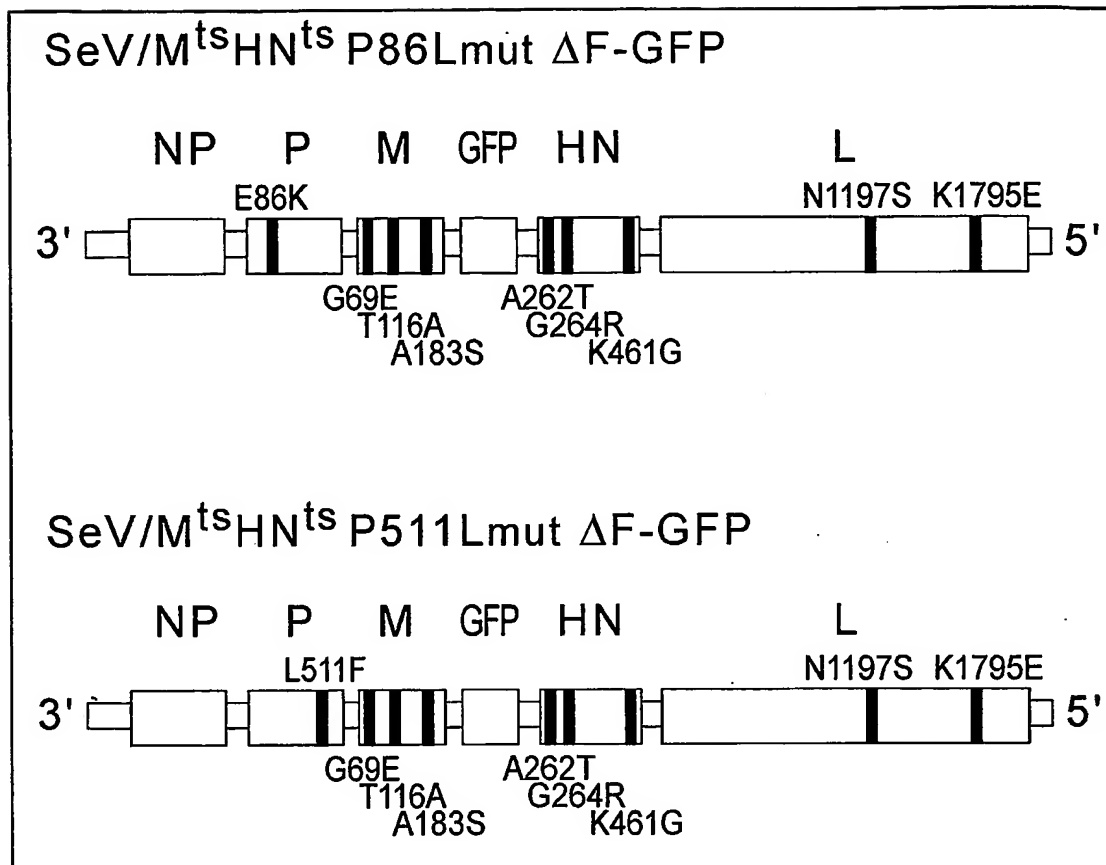 SeV/MtsHNts P86Lmut ΔF-GFP
NP P M GFP HN L
E86K N1197S K1795E
3' 5'
G69E A262T
T116A G264R
A183S K461G
SeV/MtsHNts P511Lmut ΔF-GFP
NP P M GFP HN L
L511F N1197S K1795E
3' 5'
G69E A262T
T116A G264R
A183S K461G